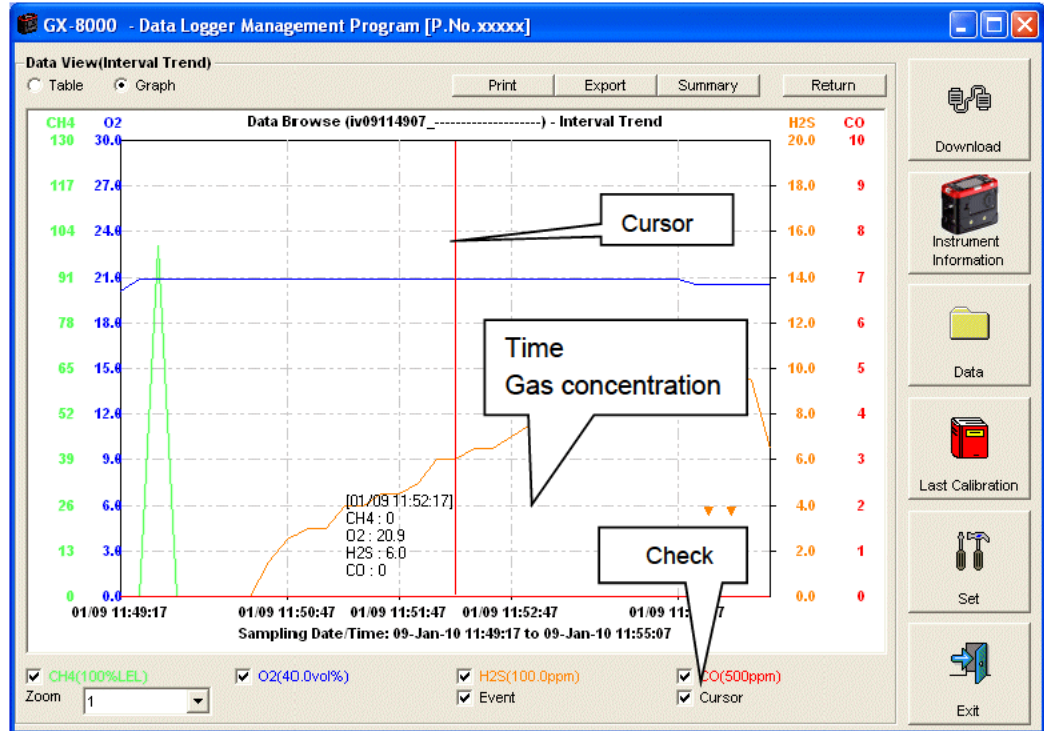 GX-8000 - Data Logger Management Program [P.No.xxxxx]
Data View(Interval Trend)
Table Graph Print Export Summary Return
CH4 O2 Data Browse (iv09114907_-------------------) - Interval Trend H2S CO
130 30.0 20.0 10
117 27.0 18.0 9
104 24.0 16.0 8
91 21.0 14.0 7
78 18.0 12.0 6
65 15.0 10.0 5
52 12.0 8.0 4
39 9.0 6.0 3
26 6.0 4.0 2
13 3.0 2.0 1
0 0.0 0.0 0
Cursor
Time
Gas concentration
[01/09 11:52:17]
CH4 : 0
O2 : 20.9
H2S : 6.0
CO : 0
Check
01/09 11:49:17 01/09 11:50:47 01/09 11:51:47 01/09 11:52:47 01/09 11:
Sampling Date/Time: 09-Jan-10 11:49:17 to 09-Jan-10 11:55:07
CH4(100%LEL) O2(40.0vol%) H2S(100.0ppm) CO(500ppm)
Zoom 1 Event Cursor
Download
Instrument
Information
Data
Last Calibration
Set
Exit